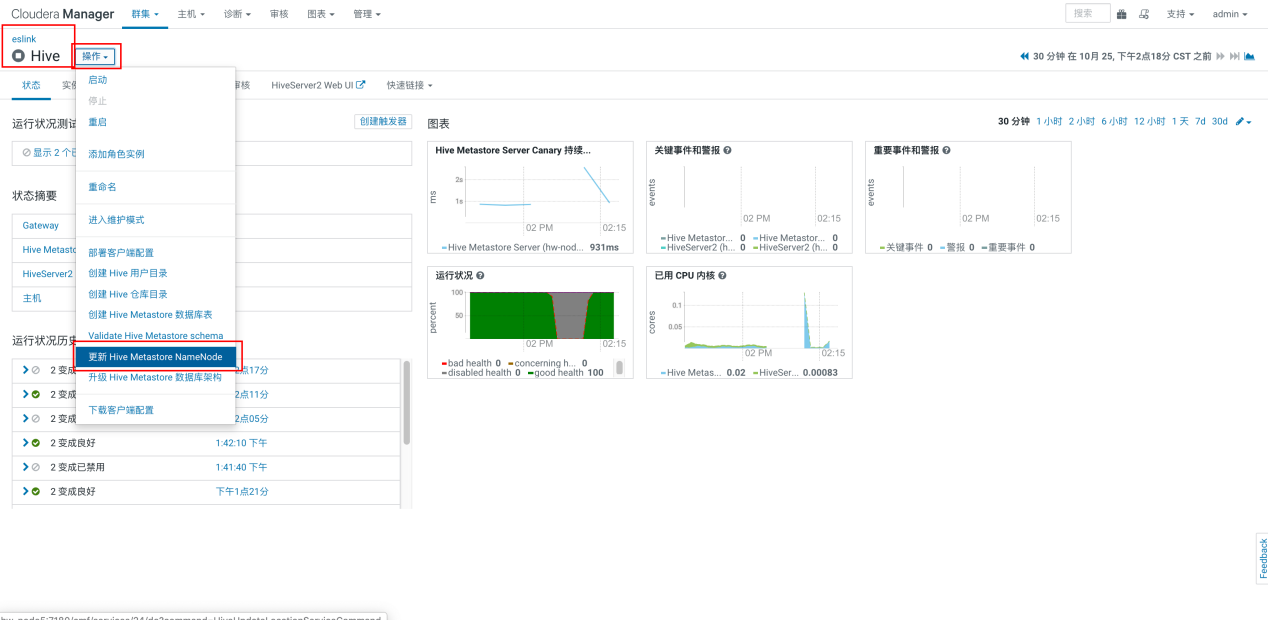 Cloudera Manager 群集 主机 诊断 审核 图表 管理 搜索 支持 admin
eslink
Hive 操作
30 分钟 在 10月 25, 下午2点18分 CST 之前
状态 审核 HiveServer2 Web UI 快速链接
启动
停止
重启
添加角色实例
重命名
进入维护模式
部署客户端配置
创建 Hive 用户目录
创建 Hive 仓库目录
创建 Hive Metastore 数据库表
Validate Hive Metastore schema
更新 Hive Metastore NameNode
升级 Hive Metastore 数据库架构
下载客户端配置
运行状况测试 创建触发器
显示 2 个已
状态摘要
Gateway
Hive Metasto
HiveServer2
主机
运行状况历史
2 变成 点17分
2 变成 2点11分
2 变成 2点05分
2 变成良好 1:42:10 下午
2 变成已禁用 1:41:40 下午
2 变成良好 下午1点21分
图表
30 分钟 1 小时 2 小时 6 小时 12 小时 1 天 7d 30d
Hive Metastore Server Canary 持续...
ms
2s
1s
02 PM 02:15
Hive Metastore Server (hw-nod... 931ms
关键事件和警报
events
02 PM 02:15
Hive Metastor... 0 Hive Metastor... 0
HiveServer2 (h... 0 HiveServer2 (h... 0
重要事件和警报
events
02 PM 02:15
关键事件 0 警报 0 重要事件 0
运行状况
percent
100
50
02 PM 02:15
bad health 0 concerning h... 0
disabled health 0 good health 100
已用 CPU 内核
cores
0.1
0.05
02 PM 02:15
Hive Metas... 0.02 HiveSer... 0.00083
Feedback